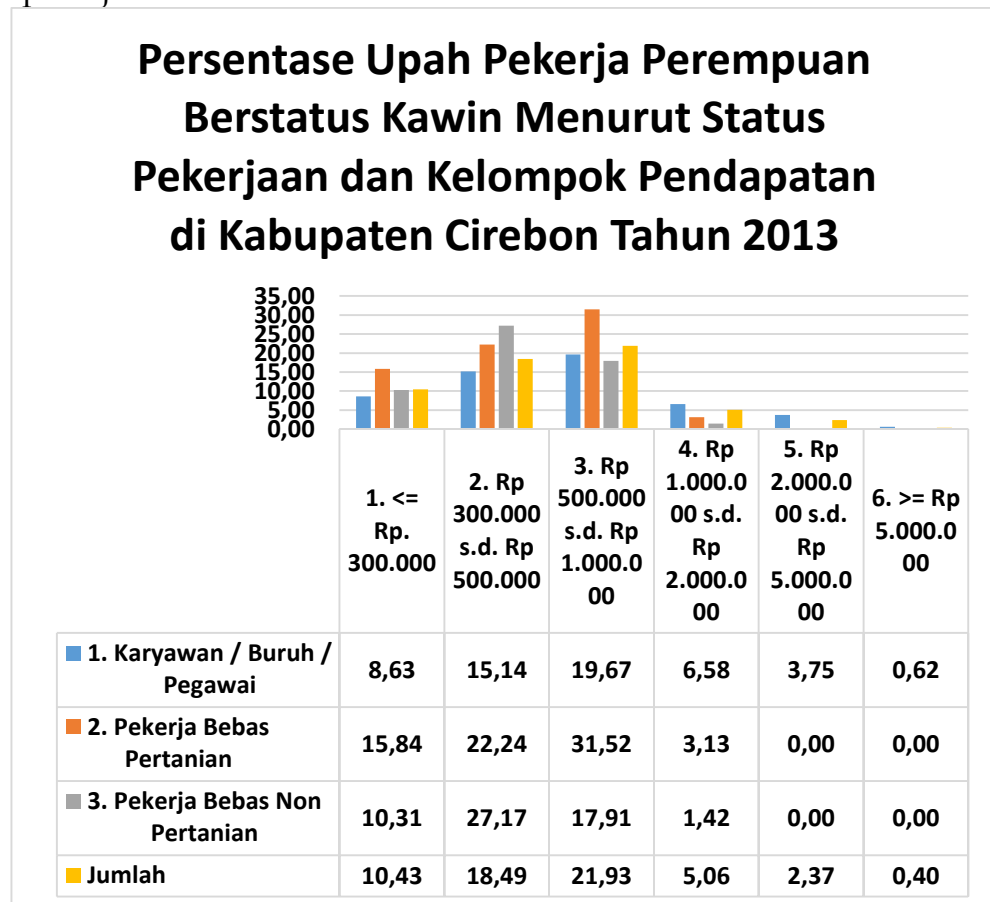 Persentase Upah Pekerja Perempuan
Berstatus Kawin Menurut Status
Pekerjaan dan Kelompok Pendapatan
di Kabupaten Cirebon Tahun 2013
35,00
30,00
25,00
20,00
15,00
10,00
5,00
0,00
1. <=
Rp.
300.000
2. Rp
300.000
s.d. Rp
500.000
3. Rp
500.000
s.d. Rp
1.000.0
00
4. Rp
1.000.0
00 s.d.
Rp
2.000.0
00
5. Rp
2.000.0
00 s.d.
Rp
5.000.0
00
6. >= Rp
5.000.0
00
1. Karyawan / Buruh /
Pegawai
8,63 15,14 19,67 6,58 3,75 0,62
2. Pekerja Bebas
Pertanian
15,84 22,24 31,52 3,13 0,00 0,00
3. Pekerja Bebas Non
Pertanian
10,31 27,17 17,91 1,42 0,00 0,00
Jumlah 10,43 18,49 21,93 5,06 2,37 0,40